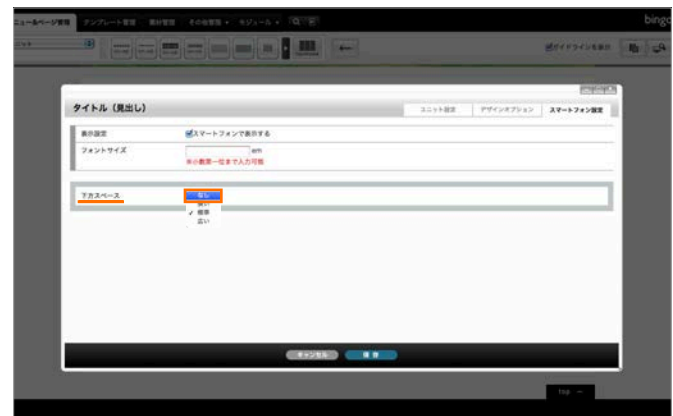 ニュー&ページ管理 テンプレート管理 素材管理 その他管理 モジュール bingo
ガイドラインを表示
タイトル（見出し）
ユニット設定 デザインオプション スマートフォン設定
表示設定 スマートフォンで表示する
フォントサイズ em
※小数第一位まで入力可能
下方スペース なし
狭い
✓ 標準
広い
キャンセル 保存
top